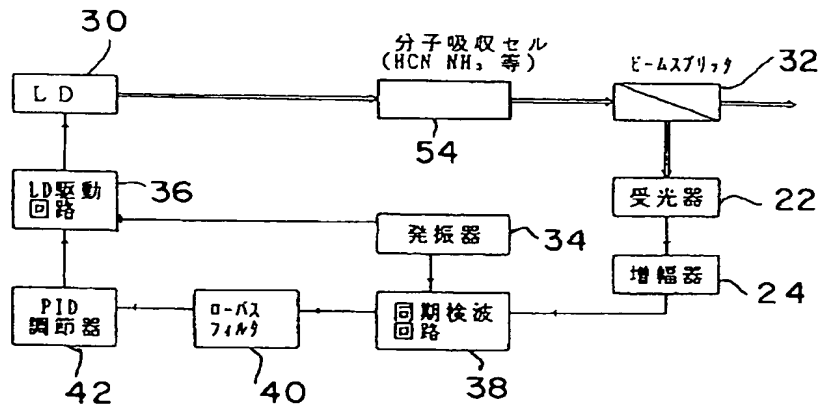 30
LD
分子吸収セル
(HCN NH₃ 等)
54
ビームスプリッタ
32
LD駆動
回路
36
発振器
34
受光器
22
増幅器
24
PID
調節器
42
ローパス
フィルタ
40
同期検波
回路
38